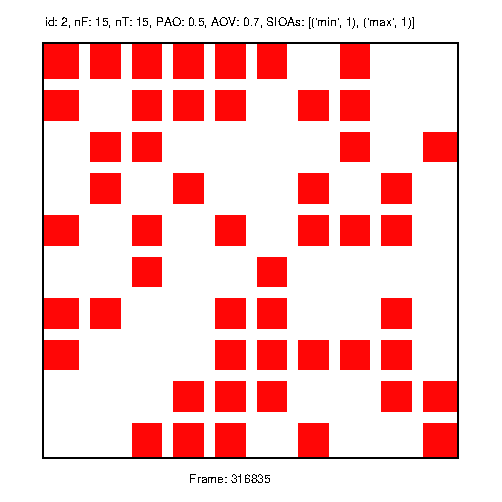 id: 2, nF: 15, nT: 15, PAO: 0.5, AOV: 0.7, SIOAs: [('min', 1), ('max', 1)]
Frame: 316835